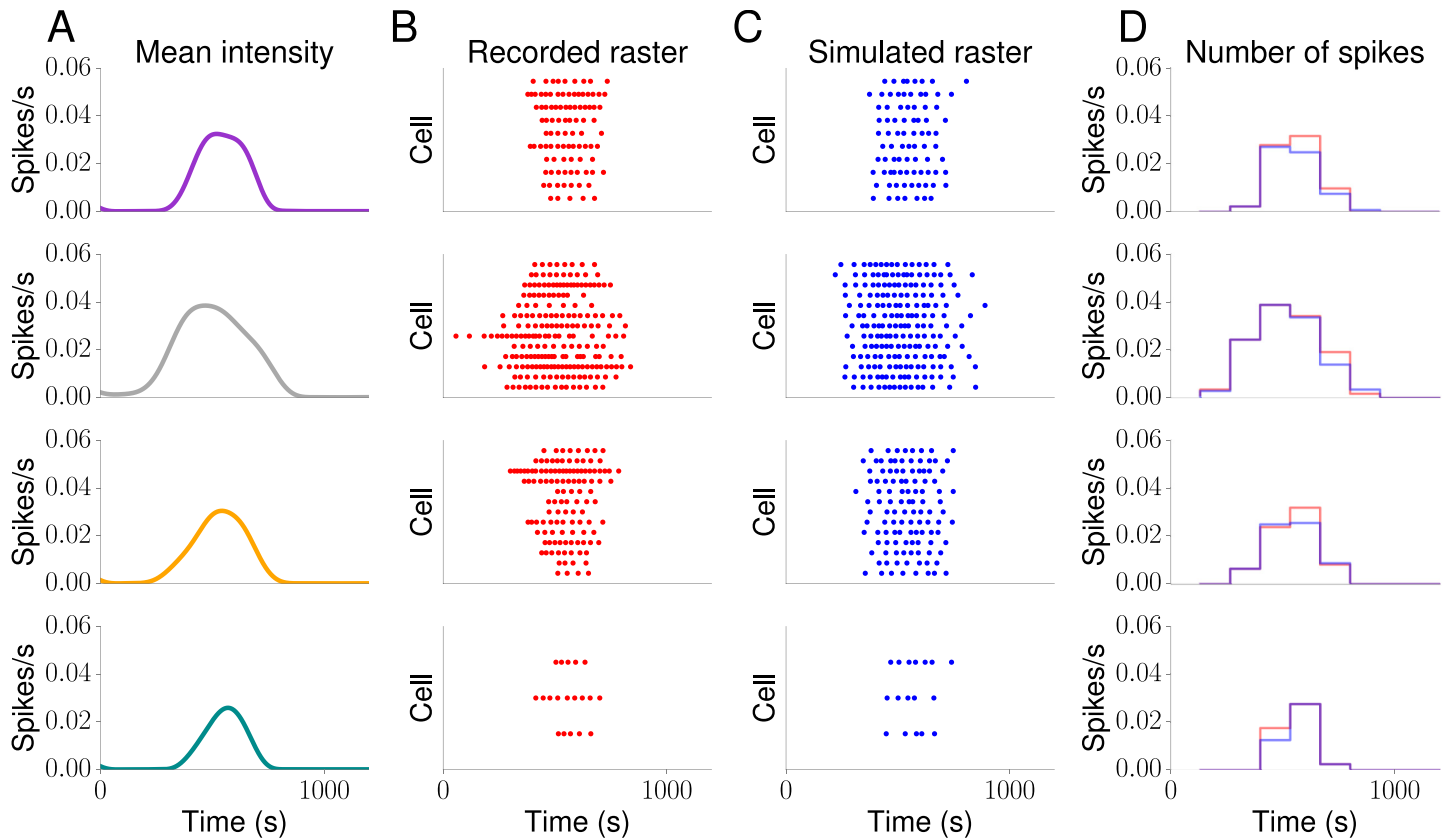 A B C D
Mean intensity Recorded raster Simulated raster Number of spikes
Spikes/s 0.06 0.04 0.02 0.00 Cell Cell Spikes/s 0.06 0.04 0.02 0.00
Spikes/s 0.06 0.04 0.02 0.00 Cell Cell Spikes/s 0.06 0.04 0.02 0.00
Spikes/s 0.06 0.04 0.02 0.00 Cell Cell Spikes/s 0.06 0.04 0.02 0.00
Spikes/s 0.06 0.04 0.02 0.00 Cell Cell Spikes/s 0.06 0.04 0.02 0.00
0 1000 0 1000 0 1000 0 1000
Time (s) Time (s) Time (s) Time (s)